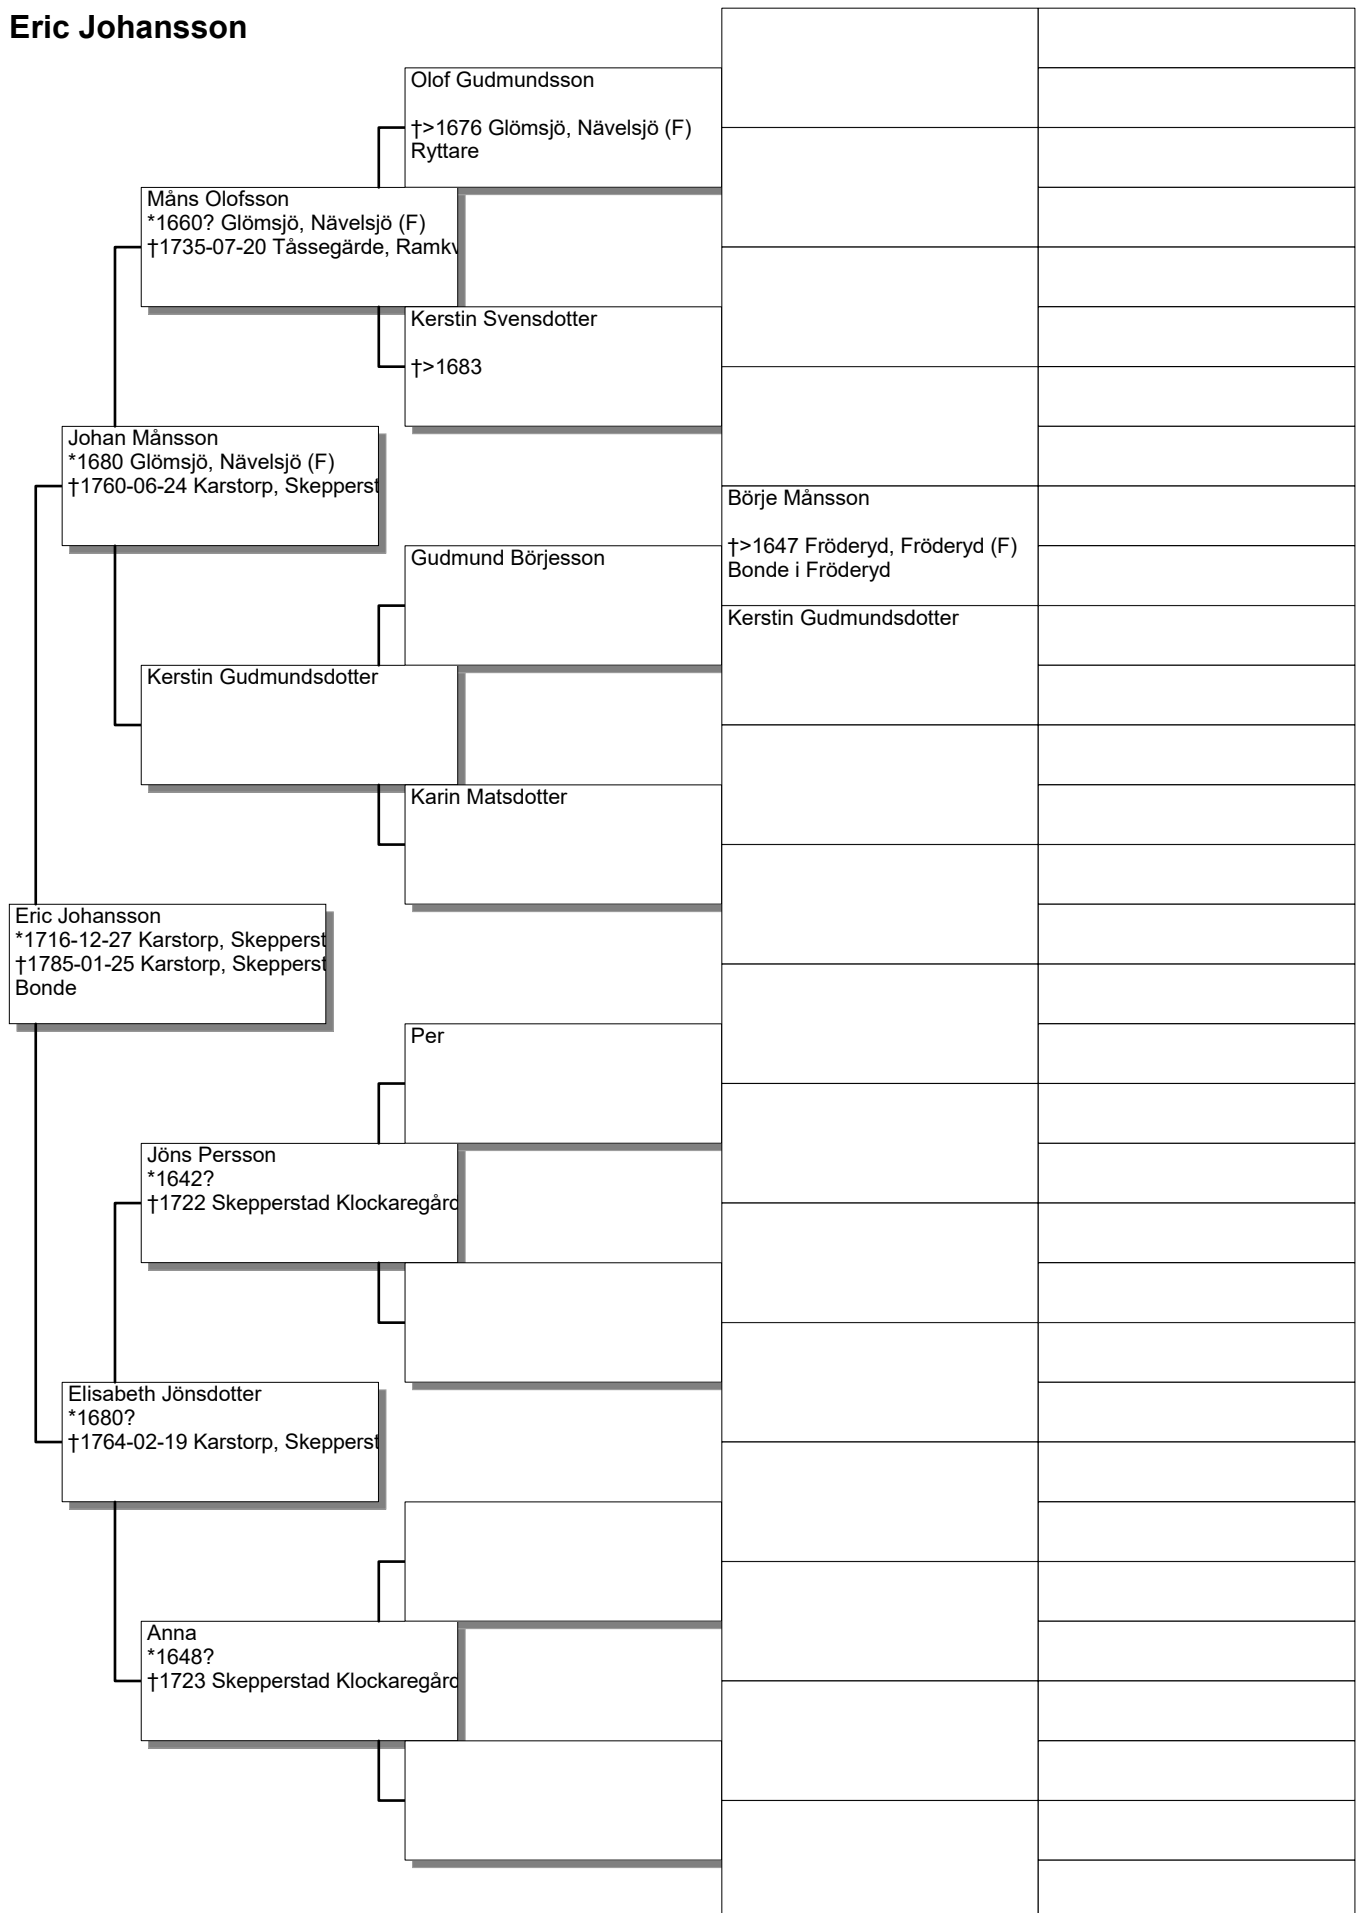 Eric Johansson
Olof Gudmundsson
†>1676 Glömsjö, Nävelsjö (F)
Ryttare
Måns Olofsson
*1660? Glömsjö, Nävelsjö (F)
†1735-07-20 Tåssegärde, Ramkv
Kerstin Svensdotter
†>1683
Johan Månsson
*1680 Glömsjö, Nävelsjö (F)
†1760-06-24 Karstorp, Skepperst
Börje Månsson
†>1647 Fröderyd, Fröderyd (F)
Bonde i Fröderyd
Gudmund Börjesson
Kerstin Gudmundsdotter
Kerstin Gudmundsdotter
Karin Matsdotter
Eric Johansson
*1716-12-27 Karstorp, Skepperst
†1785-01-25 Karstorp, Skepperst
Bonde
Per
Jöns Persson
*1642?
†1722 Skepperstad Klockaregård
Elisabeth Jönsdotter
*1680?
†1764-02-19 Karstorp, Skepperst
Anna
*1648?
†1723 Skepperstad Klockaregård